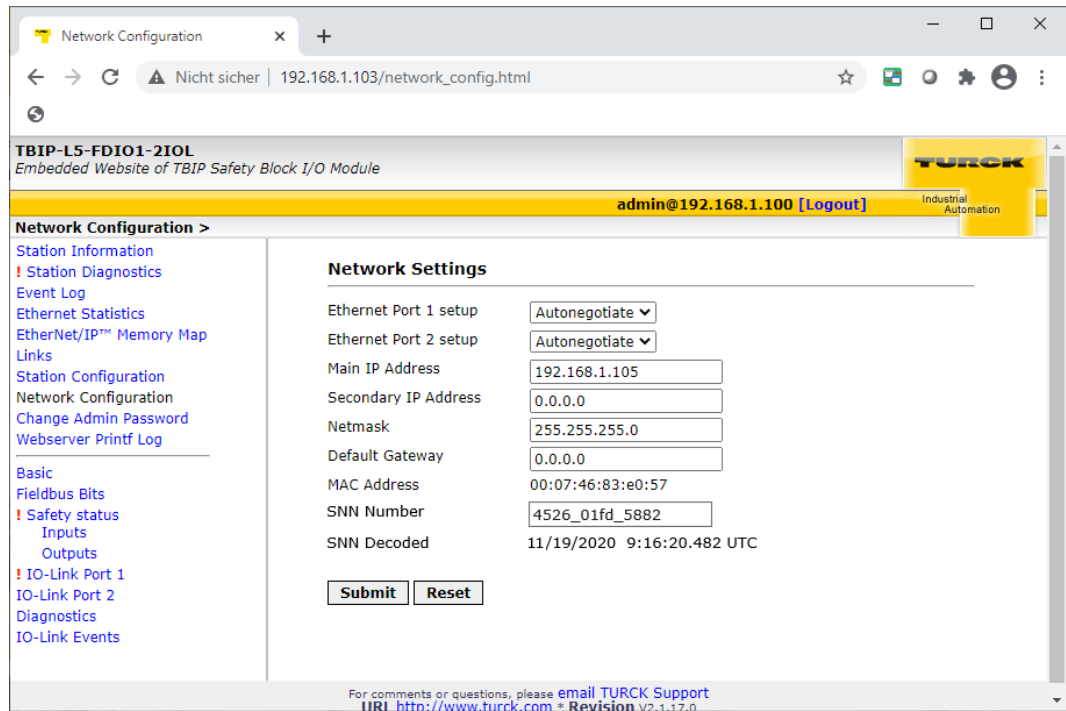 Network Configuration
Nicht sicher | 192.168.1.103/network_config.html
TBIP-L5-FDIO1-2IOL
Embedded Website of TBIP Safety Block I/O Module
TURCK
Industrial
Automation
admin@192.168.1.100 [Logout]
Network Configuration >
Station Information
! Station Diagnostics
Event Log
Ethernet Statistics
EtherNet/IP™ Memory Map
Links
Station Configuration
Network Configuration
Change Admin Password
Webserver Printf Log
Basic
Fieldbus Bits
! Safety status
Inputs
Outputs
! IO-Link Port 1
IO-Link Port 2
Diagnostics
IO-Link Events
Network Settings
Ethernet Port 1 setup Autonegotiate
Ethernet Port 2 setup Autonegotiate
Main IP Address 192.168.1.105
Secondary IP Address 0.0.0.0
Netmask 255.255.255.0
Default Gateway 0.0.0.0
MAC Address 00:07:46:83:e0:57
SNN Number 4526_01fd_5882
SNN Decoded 11/19/2020 9:16:20.482 UTC
Submit Reset
For comments or questions, please email TURCK Support
URL http://www.turck.com * Revision V2.1.17.0